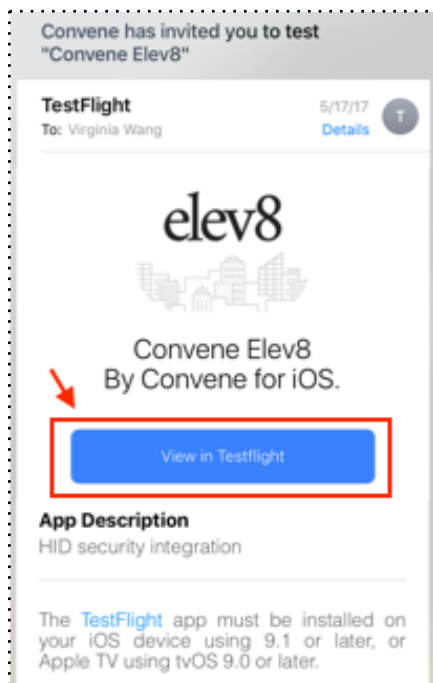 Convene has invited you to test
"Convene Elev8"
TestFlight 5/17/17 T
To: Virginia Wang Details
elev8
Convene Elev8
By Convene for iOS.
View in Testflight
App Description
HID security integration
The TestFlight app must be installed on
your iOS device using 9.1 or later, or
Apple TV using tvOS 9.0 or later.